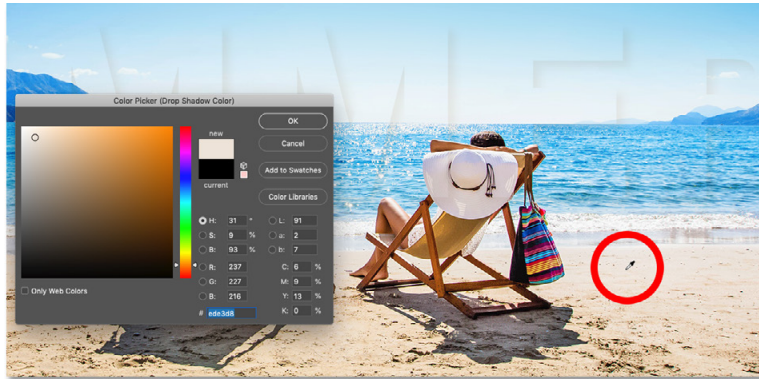 Color Picker (Drop Shadow Color)
new
current
OK
Cancel
Add to Swatches
Color Libraries
H: 31 °
S: 9 %
B: 93 %
R: 237
G: 227
B: 216
# ede3d8
L: 91
a: 2
b: 7
C: 6 %
M: 9 %
Y: 13 %
K: 0 %
Only Web Colors